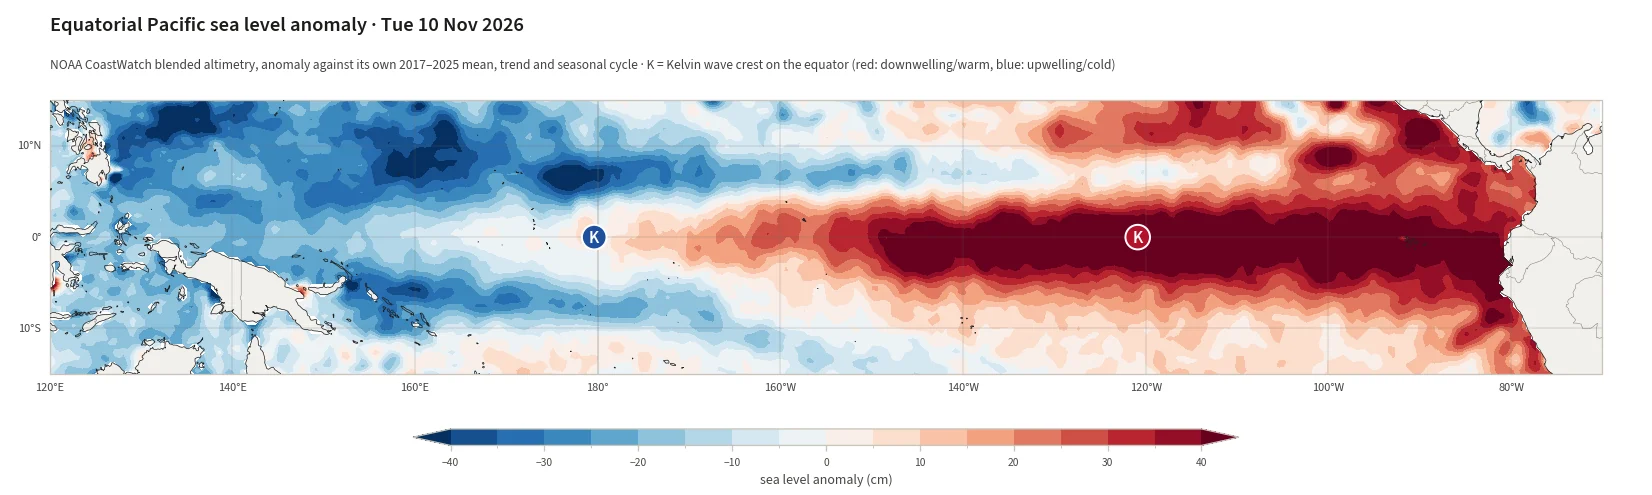 Equatorial Pacific sea level anomaly · Tue 10 Nov 2026
NOAA CoastWatch blended altimetry, anomaly against its own 2017–2025 mean, trend and seasonal cycle · K = Kelvin wave crest on the equator (red: downwelling/warm, blue: upwelling/cold)
10°N
0°
K K
10°S
120°E 140°E 160°E 180° 160°W 140°W 120°W 100°W 80°W
−40 −30 −20 −10 0 10 20 30 40
sea level anomaly (cm)